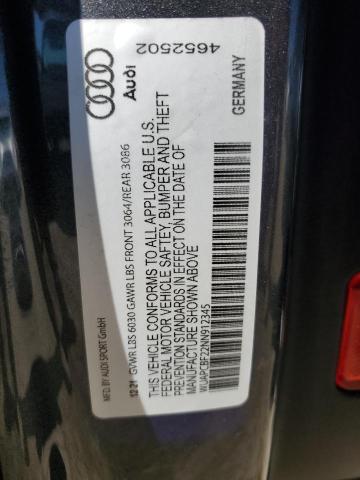 Audi
4652502
MFD. BY AUDI SPORT GmbH
12-21 GVWR LBS 6030 GAWR LBS FRONT 3064/REAR 3086
THIS VEHICLE CONFORMS TO ALL APPLICABLE U.S.
FEDERAL MOTOR VEHICLE SAFTEY, BUMPER AND THEFT
PREVENTION STANDARDS IN EFFECT ON THE DATE OF
MANUFACTURE SHOWN ABOVE
WUAPCBF22NN912345
GERMANY